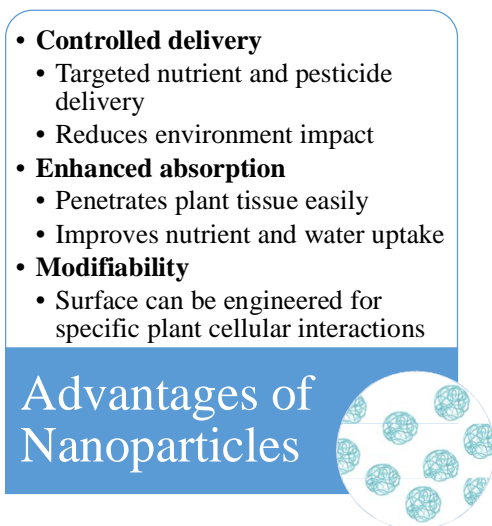 • Controlled delivery
• Targeted nutrient and pesticide
delivery
• Reduces environment impact
• Enhanced absorption
• Penetrates plant tissue easily
• Improves nutrient and water uptake
• Modifiability
• Surface can be engineered for
specific plant cellular interactions
Advantages of
Nanoparticles